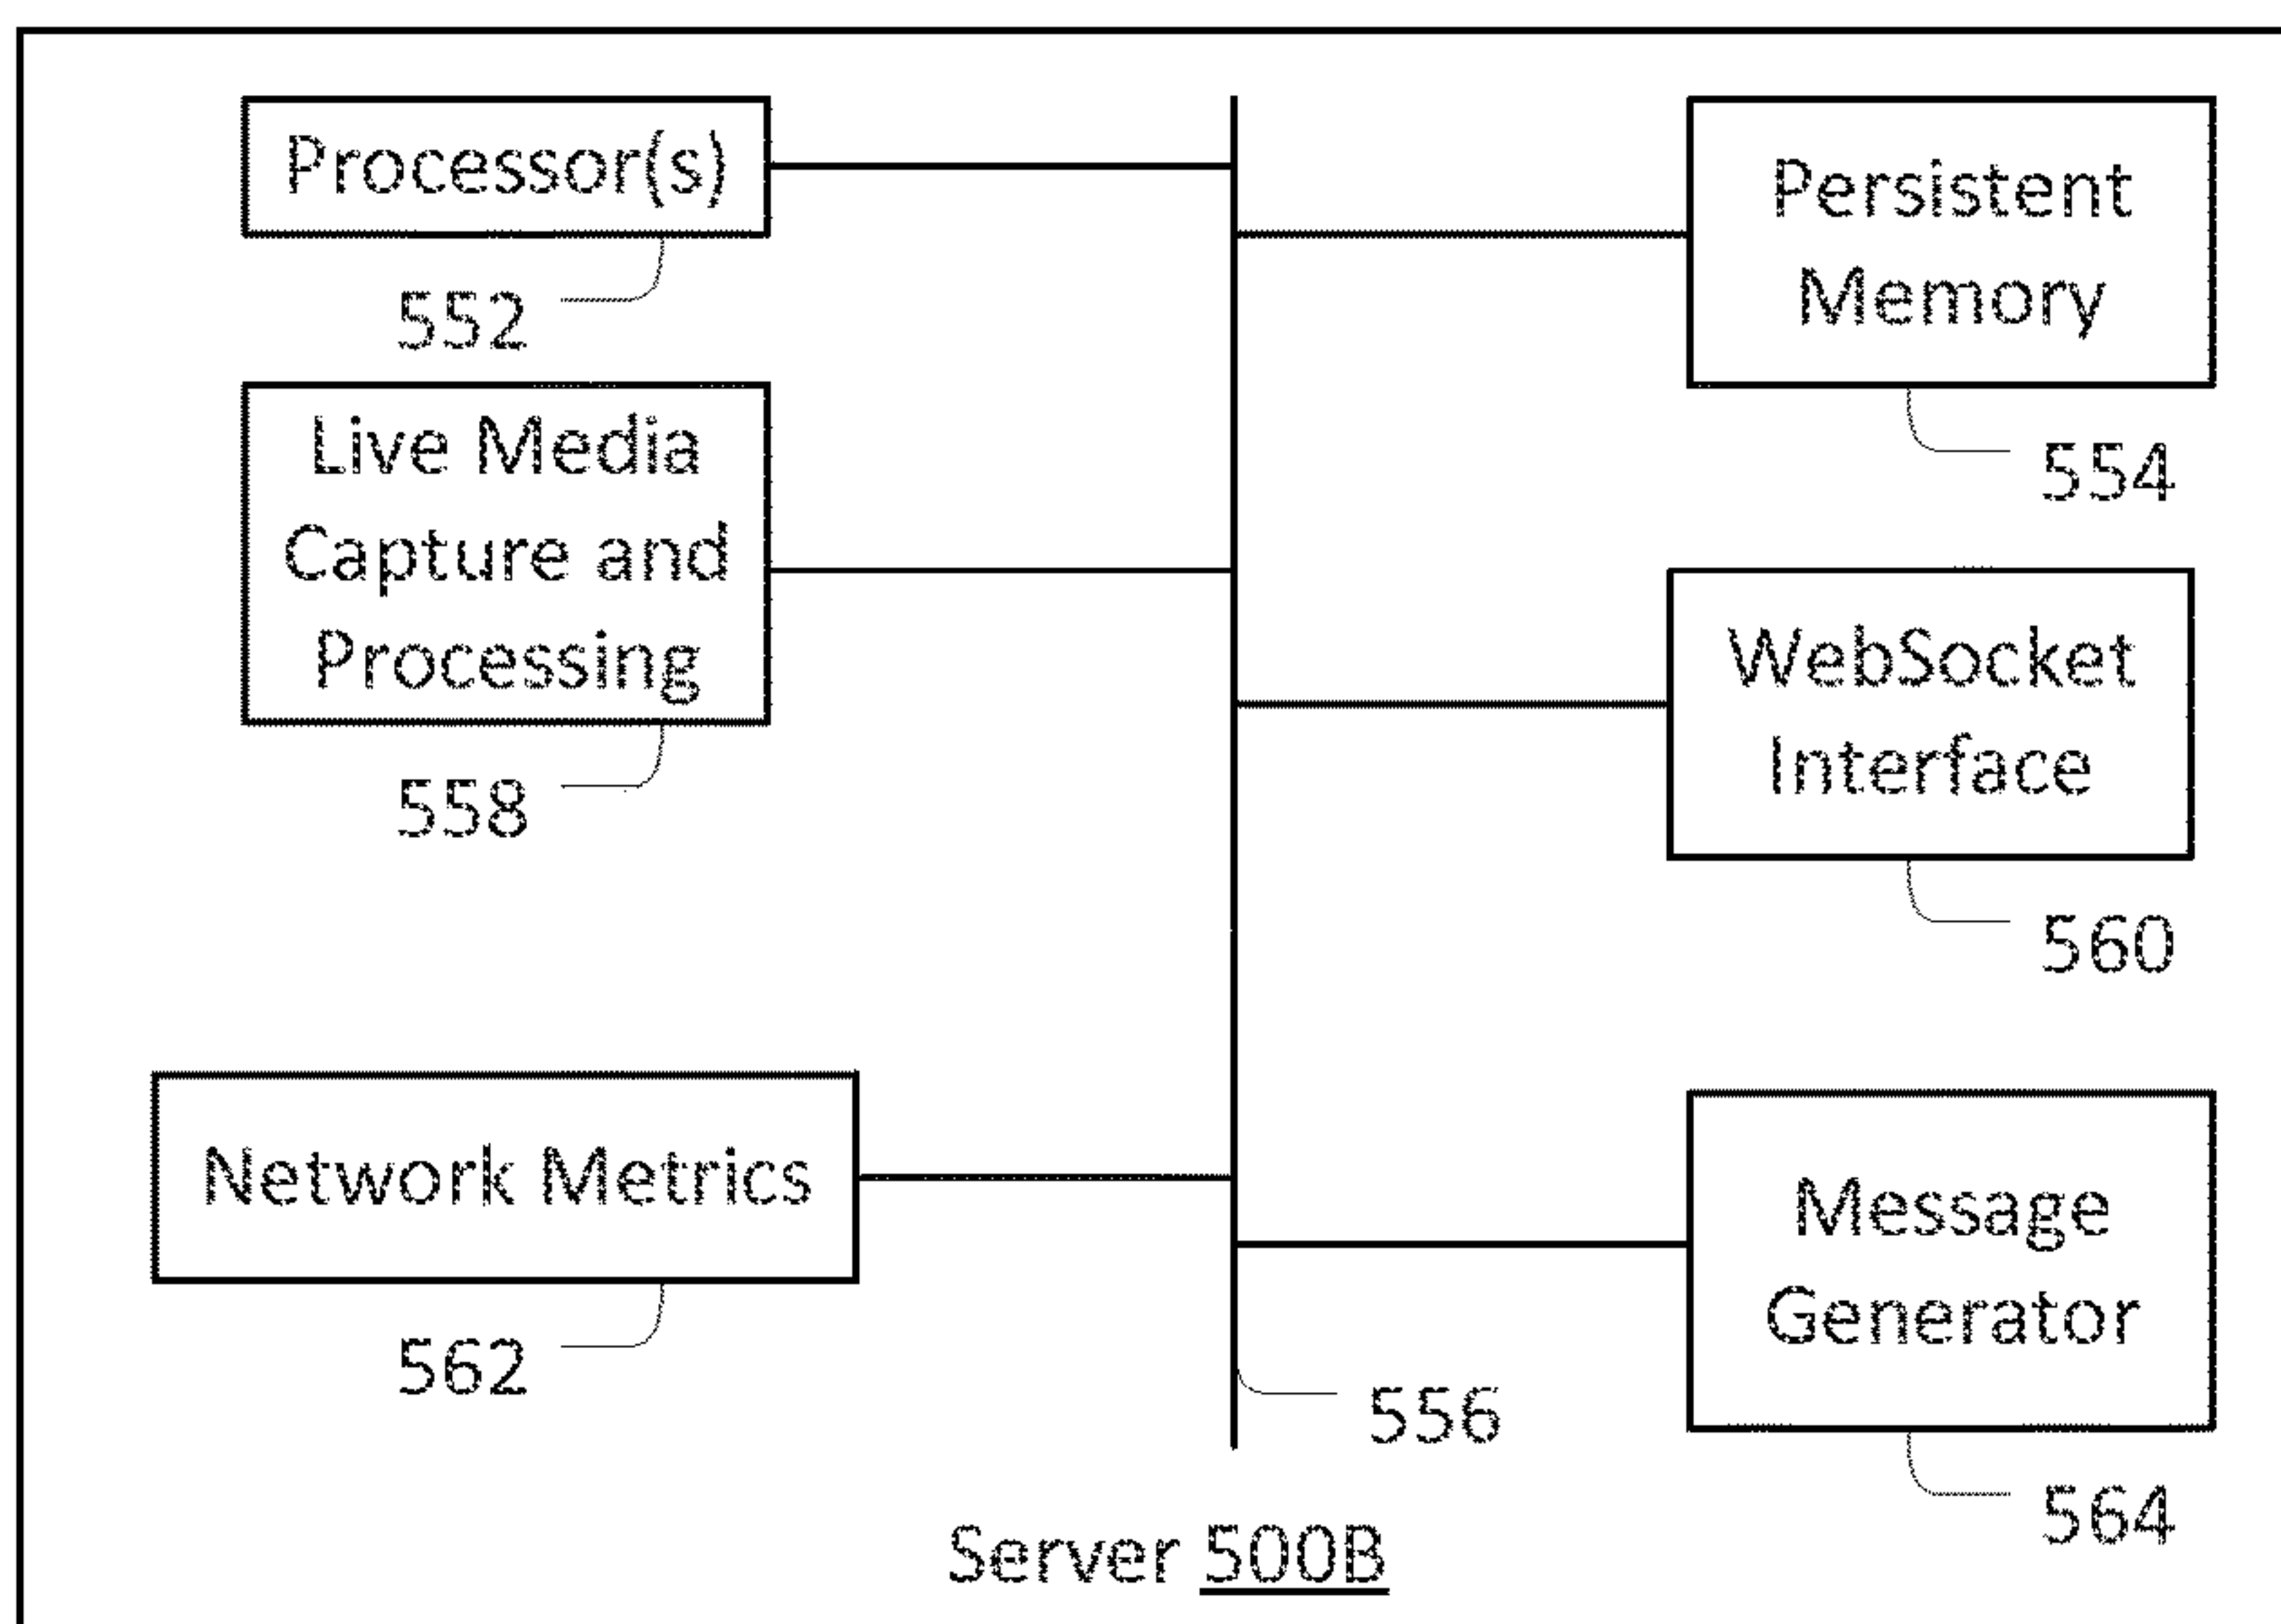 Processor(s)
552
Persistent
Memory
554
Live Media
Capture and
Processing
558
WebSocket
Interface
560
Network Metrics
562
Message
Generator
564
556
Server 500B